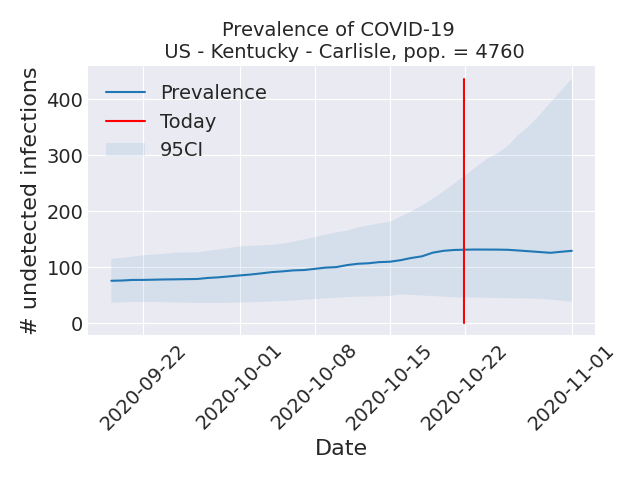 Prevalence of COVID-19
US - Kentucky - Carlisle, pop. = 4760
# undetected infections
400
300
200
100
0
Prevalence
Today
95CI
2020-09-22
2020-10-01
2020-10-08
2020-10-15
2020-10-22
2020-11-01
Date